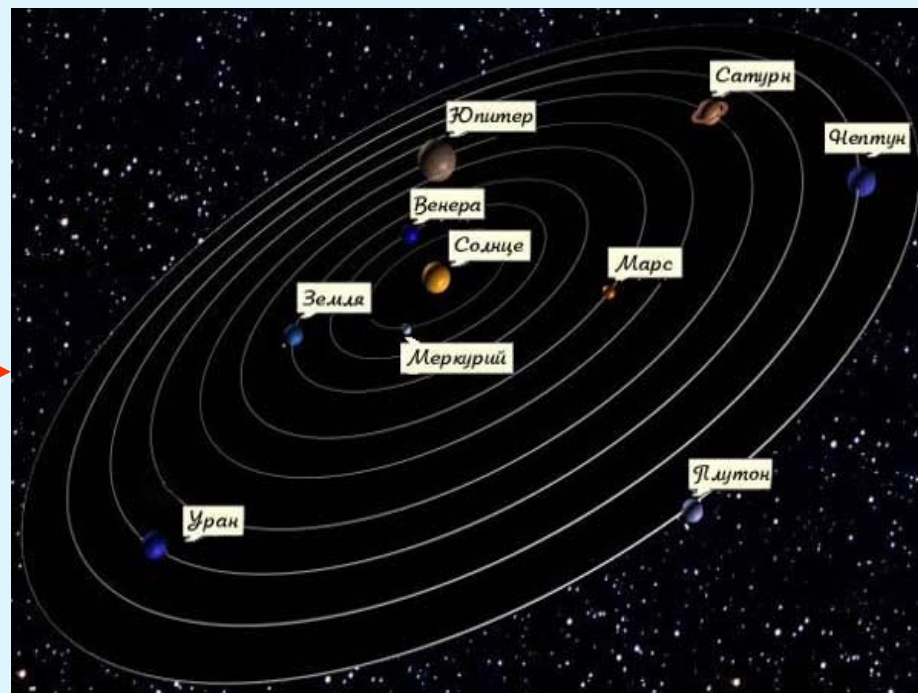 Сатурн
Юпитер
Нептун
Венера
Солнце
Марс
Земля
Меркурий
Плутон
Уран